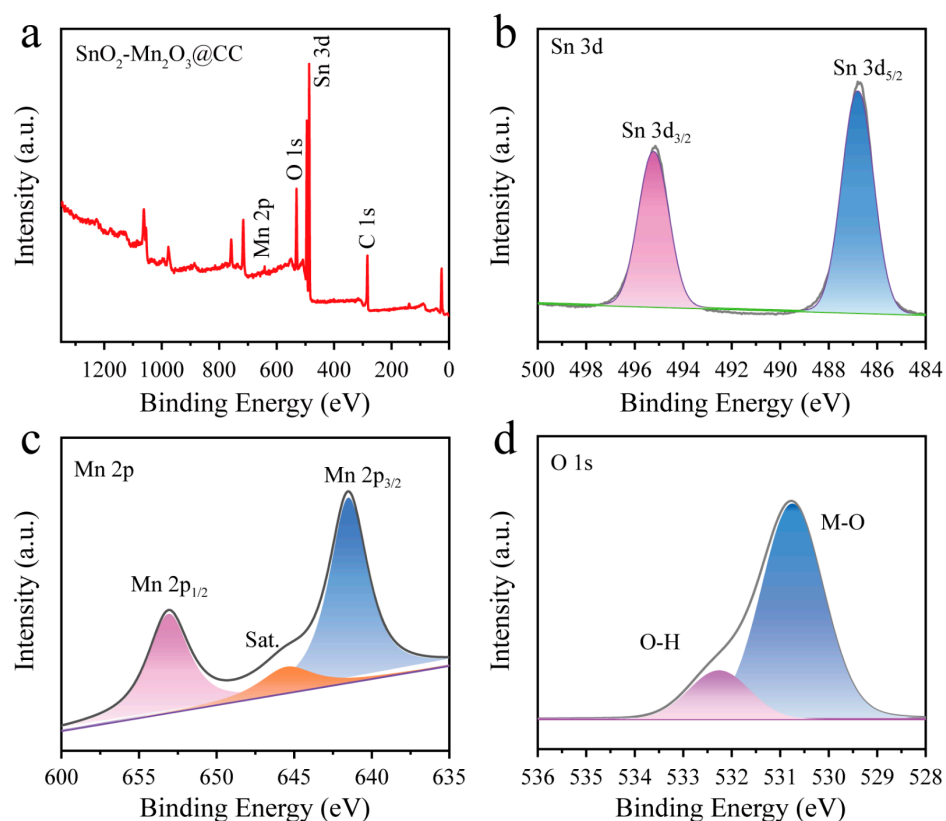 a
SnO₂-Mn₂O₃@CC
Sn 3d
O 1s
Mn 2p
C 1s
Intensity (a.u.)
1200 1000 800 600 400 200 0
Binding Energy (eV)
b
Sn 3d
Sn 3d₅/₂
Sn 3d₃/₂
Intensity (a.u.)
500 498 496 494 492 490 488 486 484
Binding Energy (eV)
c
Mn 2p
Mn 2p₃/₂
Mn 2p₁/₂
Sat.
Intensity (a.u.)
600 655 650 645 640 635
Binding Energy (eV)
d
O 1s
M-O
O-H
Intensity (a.u.)
536 535 534 533 532 531 530 529 528
Binding Energy (eV)